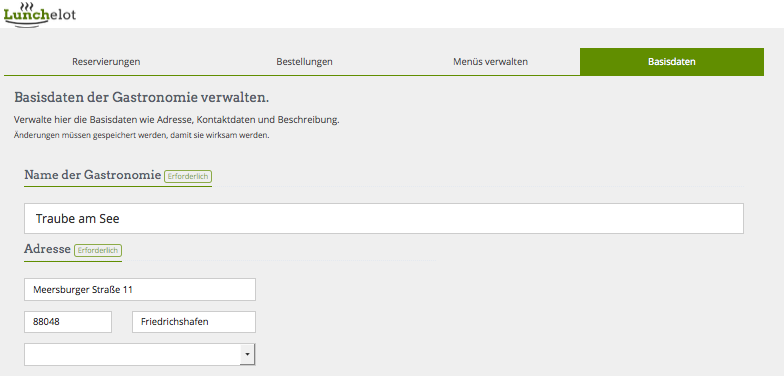 Lunchelot
Reservierungen Bestellungen Menüs verwalten Basisdaten
Basisdaten der Gastronomie verwalten.
Verwalte hier die Basisdaten wie Adresse, Kontaktdaten und Beschreibung.
Änderungen müssen gespeichert werden, damit sie wirksam werden.
Name der Gastronomie Erforderlich
Traube am See
Adresse Erforderlich
Meersburger Straße 11
88048 Friedrichshafen